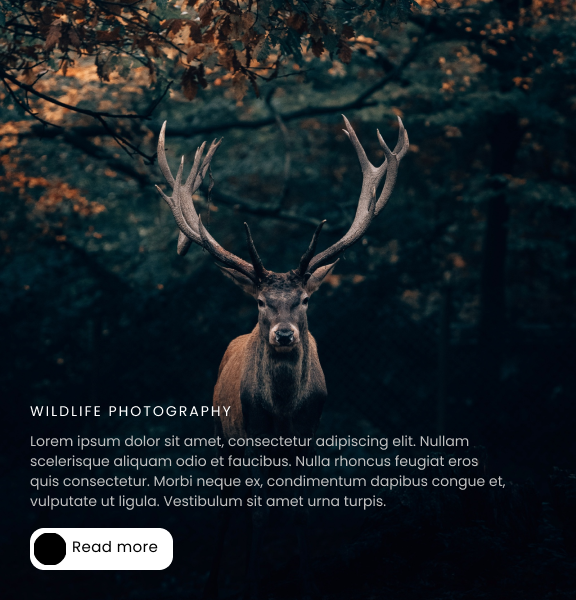 WILDLIFE PHOTOGRAPHY
Lorem ipsum dolor sit amet, consectetur adipiscing elit. Nullam
scelerisque aliquam odio et faucibus. Nulla rhoncus feugiat eros
quis consectetur. Morbi neque ex, condimentum dapibus congue et,
vulputate ut ligula. Vestibulum sit amet urna turpis.
Read more